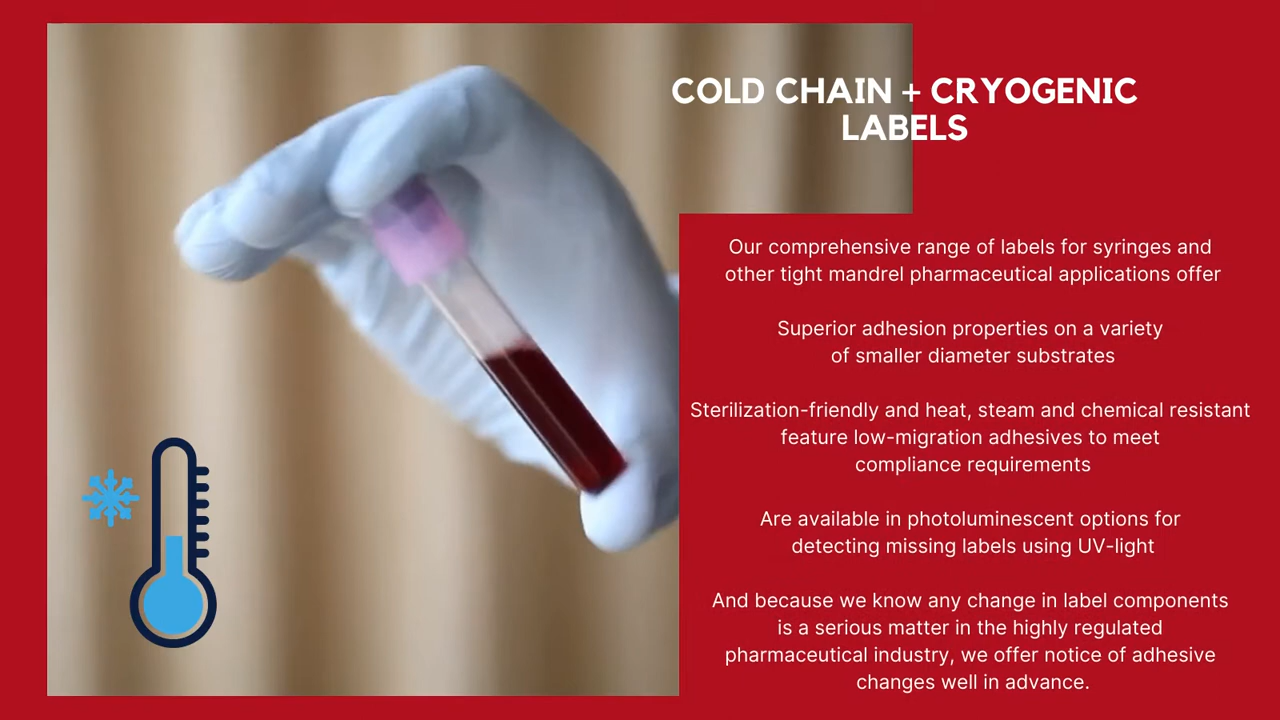 COLD CHAIN + CRYOGENIC
LABELS
Our comprehensive range of labels for syringes and
other tight mandrel pharmaceutical applications offer
Superior adhesion properties on a variety
of smaller diameter substrates
Sterilization-friendly and heat, steam and chemical resistant
feature low-migration adhesives to meet
compliance requirements
Are available in photoluminescent options for
detecting missing labels using UV-light
And because we know any change in label components
is a serious matter in the highly regulated
pharmaceutical industry, we offer notice of adhesive
changes well in advance.